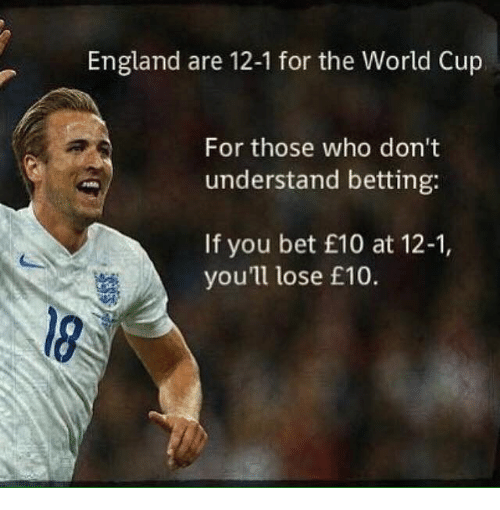 England are 12-1 for the World Cup
For those who don't
understand betting:
If you bet £10 at 12-1,
you'll lose £10.
18